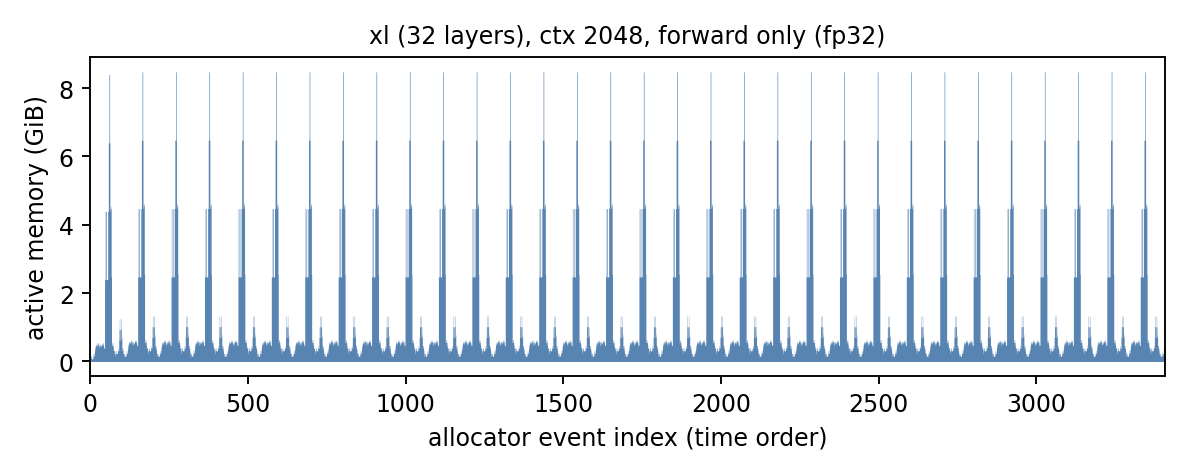 xl (32 layers), ctx 2048, forward only (fp32)
active memory (GiB)
8
6
4
2
0
0 500 1000 1500 2000 2500 3000
allocator event index (time order)